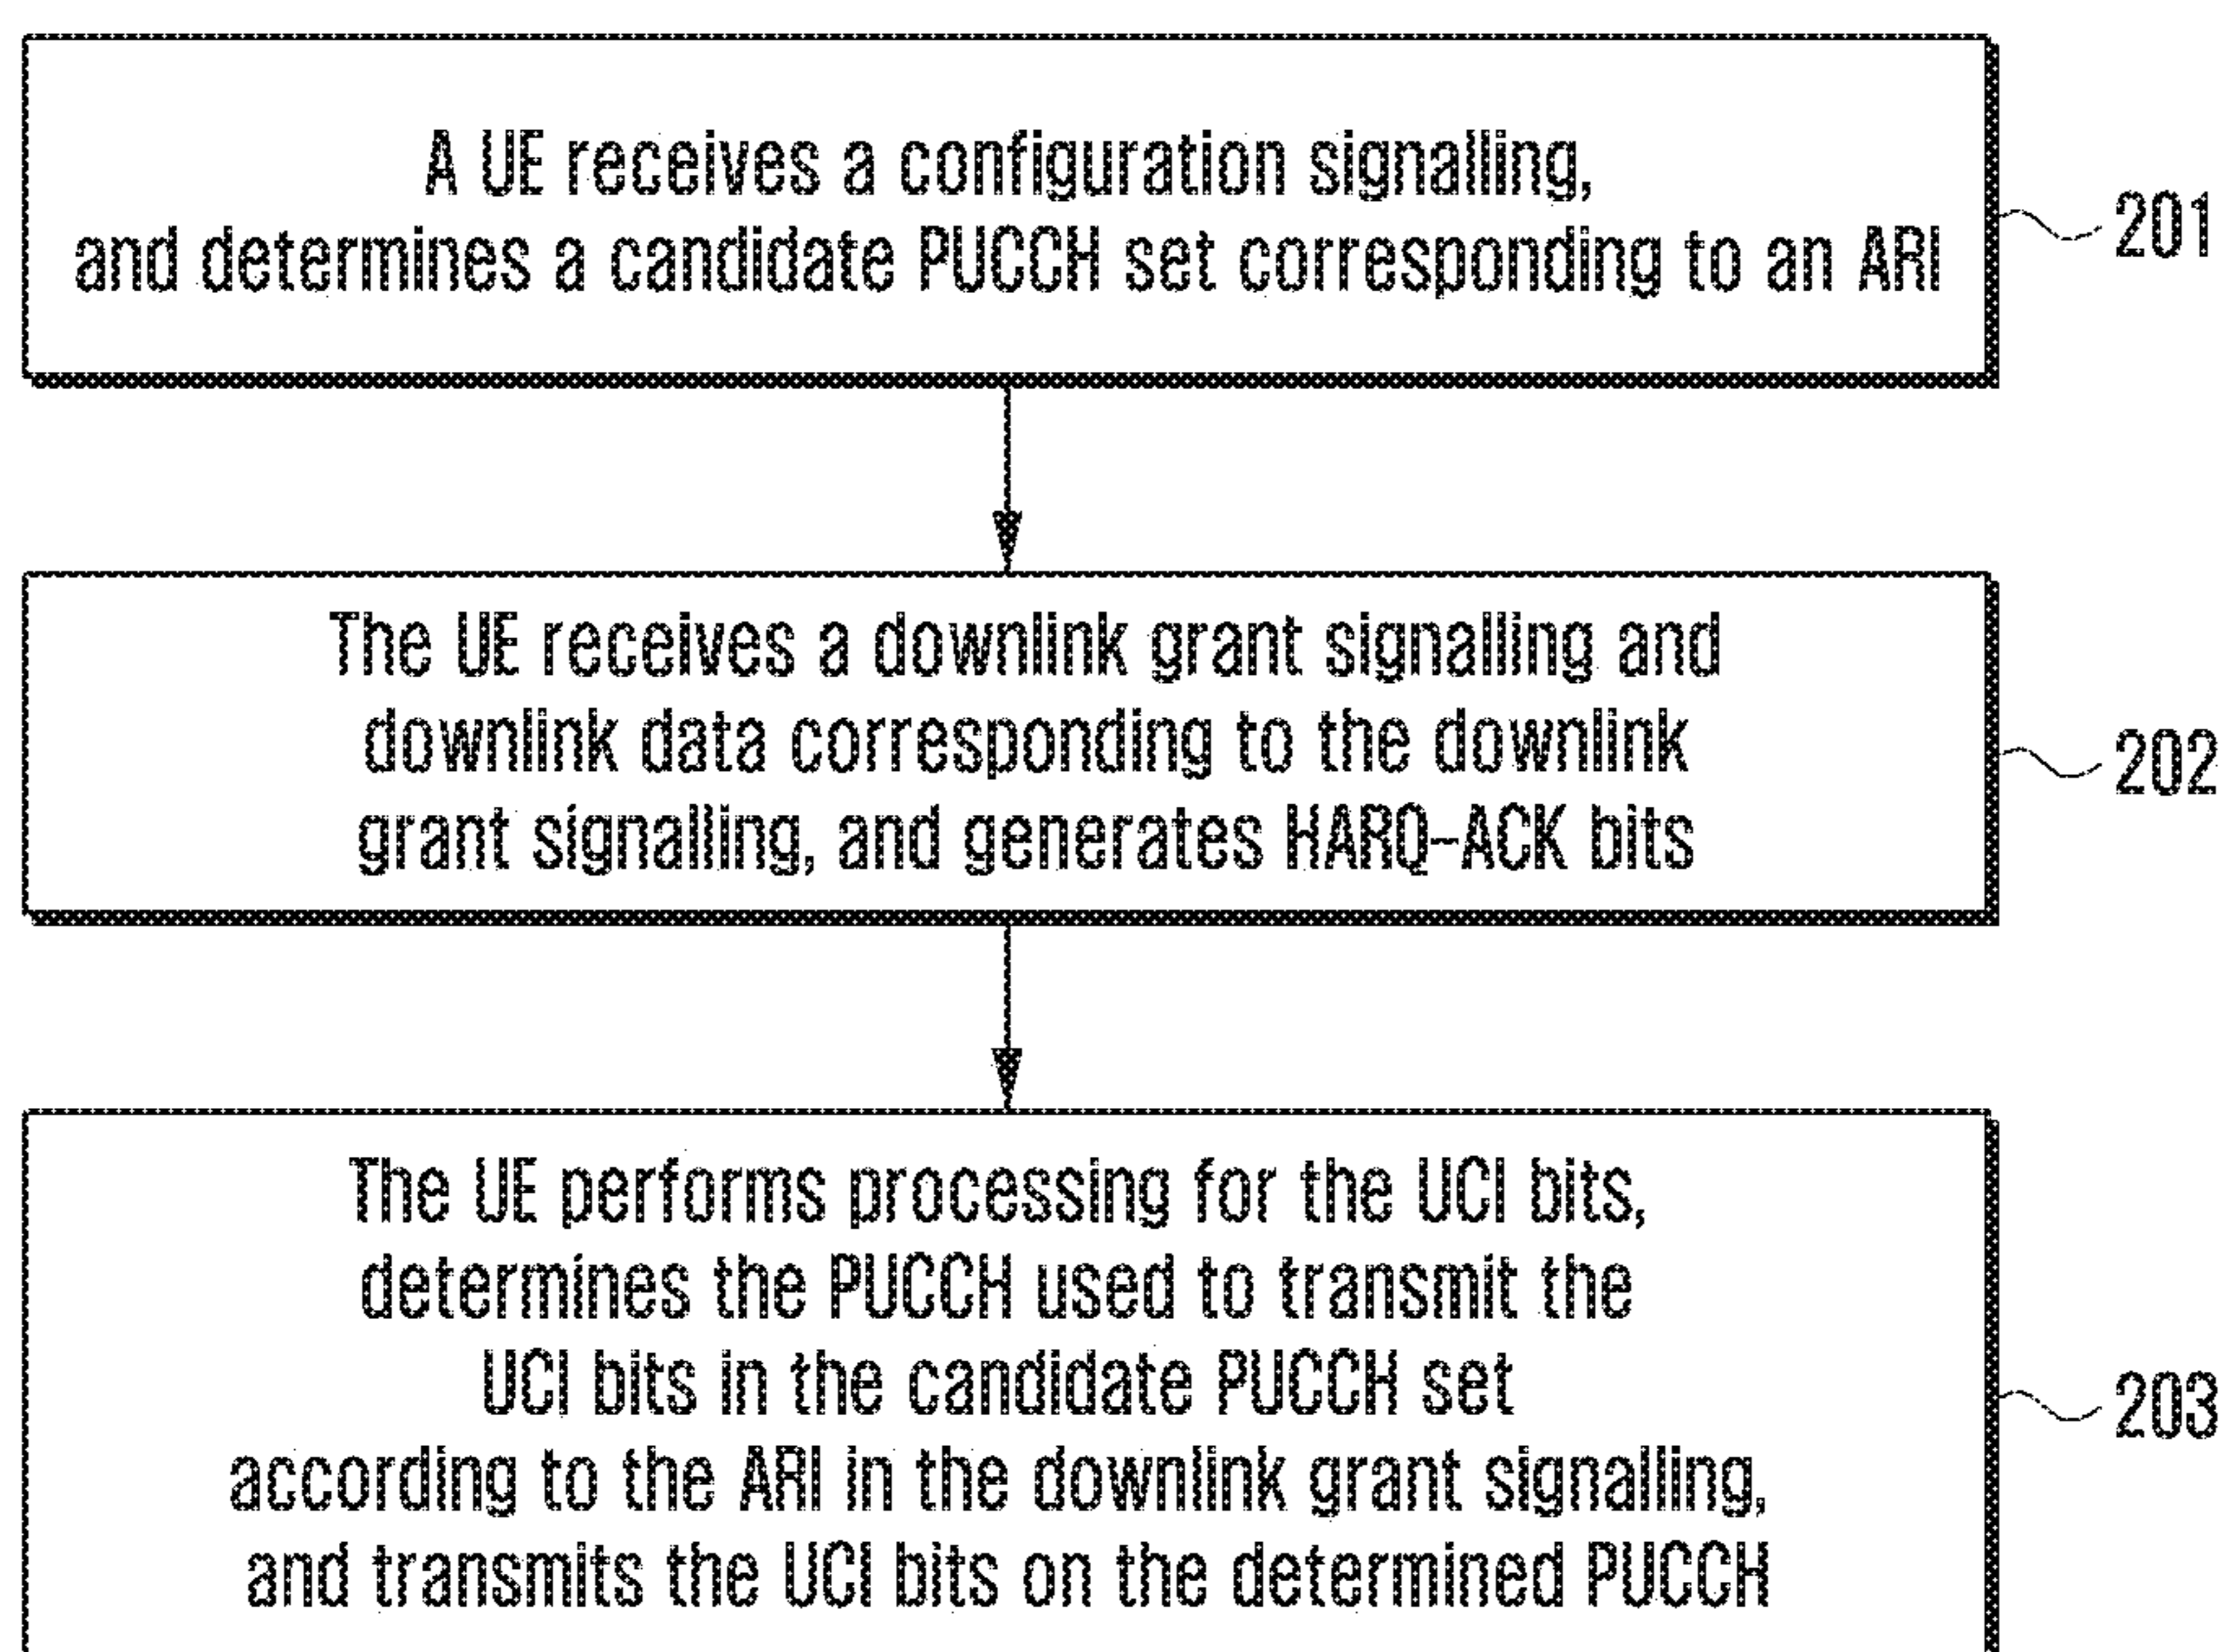 A UE receives a configuration signalling,
and determines a candidate PUCCH set corresponding to an ARI
201
The UE receives a downlink grant signalling and
downlink data corresponding to the downlink
grant signalling, and generates HARQ-ACK bits
202
The UE performs processing for the UCI bits,
determines the PUCCH used to transmit the
UCI bits in the candidate PUCCH set
according to the ARI in the downlink grant signalling,
and transmits the UCI bits on the determined PUCCH
203